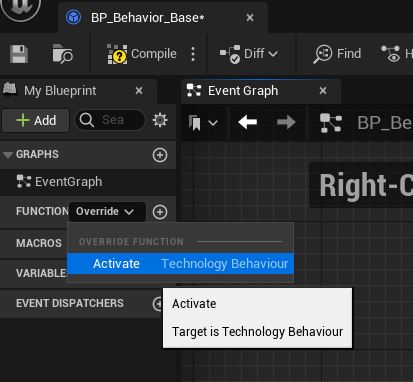 BP_Behavior_Base*
Compile
Diff
Find
My Blueprint
Event Graph
Add
Sea
BP_Be
GRAPHS
EventGraph
Right-C
FUNCTION
Override
MACROS
OVERRIDE FUNCTION
Activate Technology Behaviour
VARIABLE
EVENT DISPATCHERS
Activate
Target is Technology Behaviour